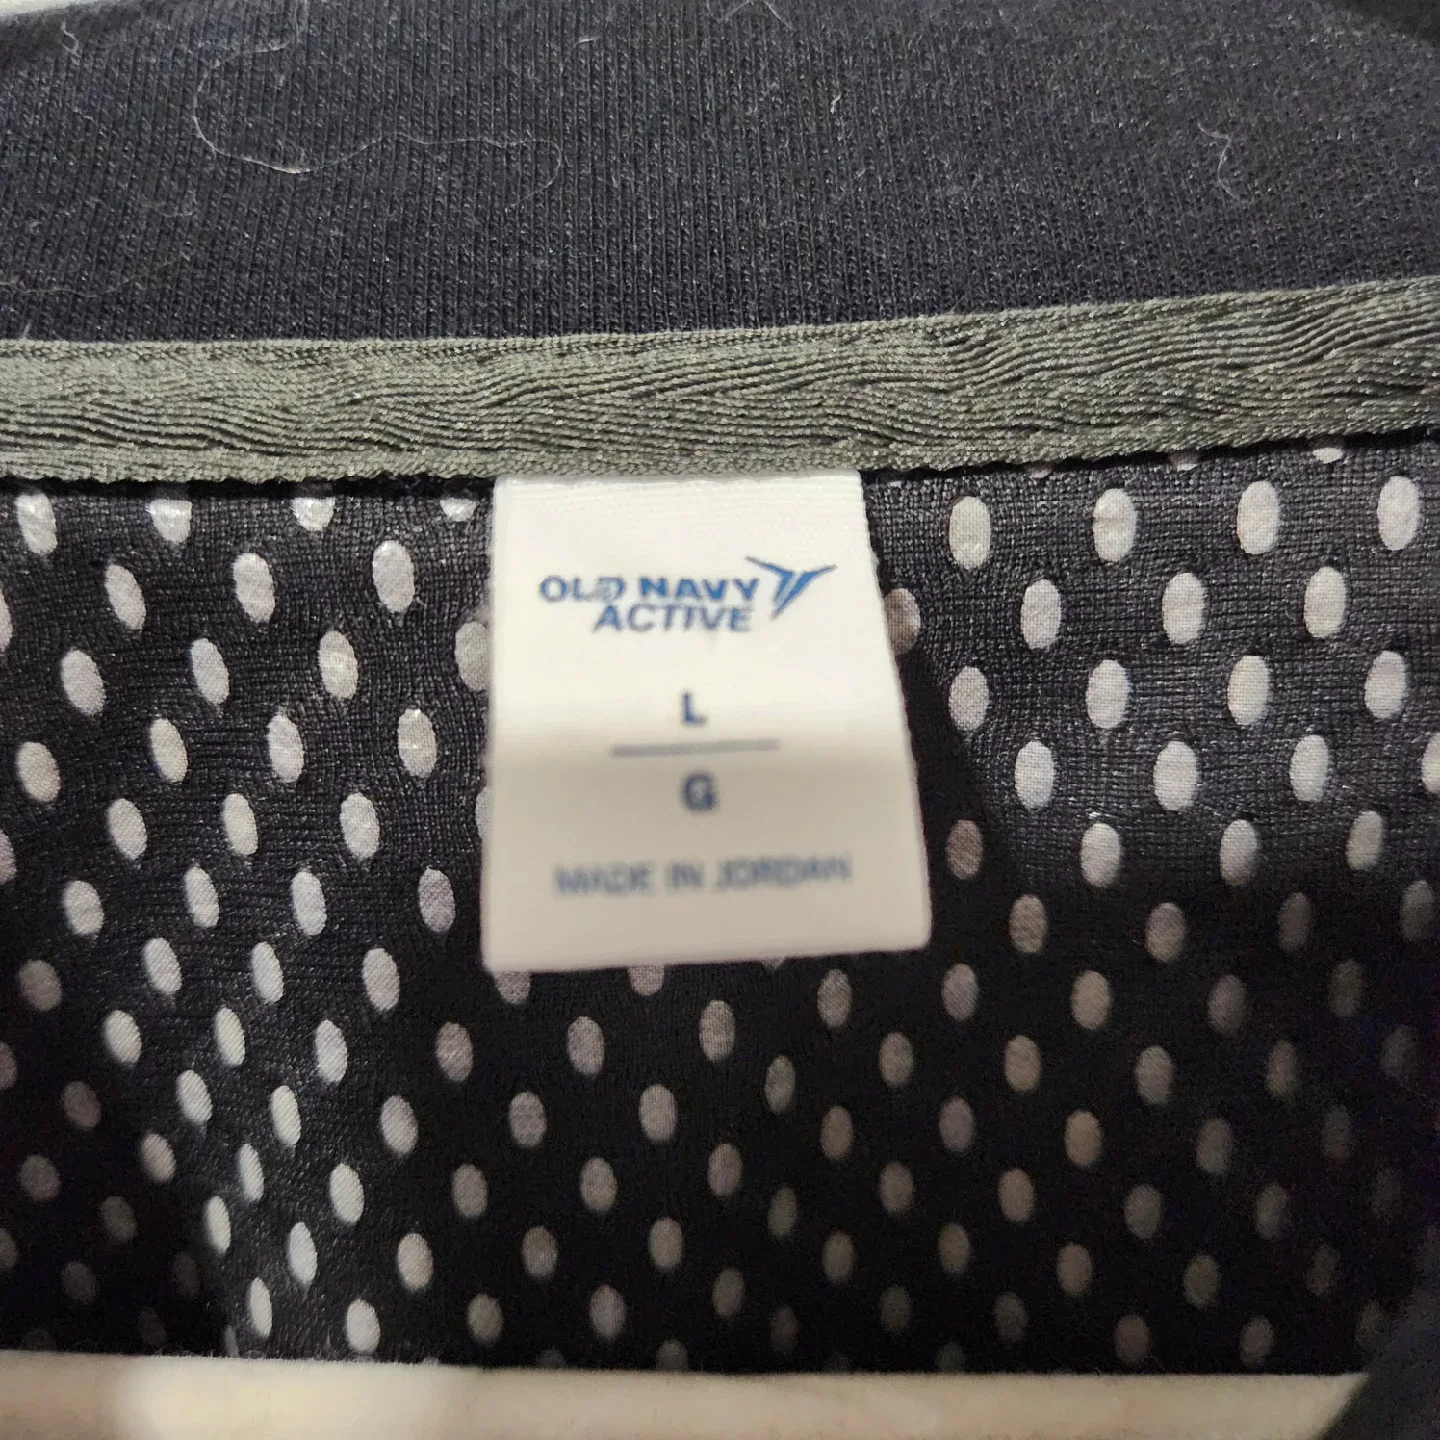 OLD NAVY
ACTIVE
L
G
MADE IN JORDAN